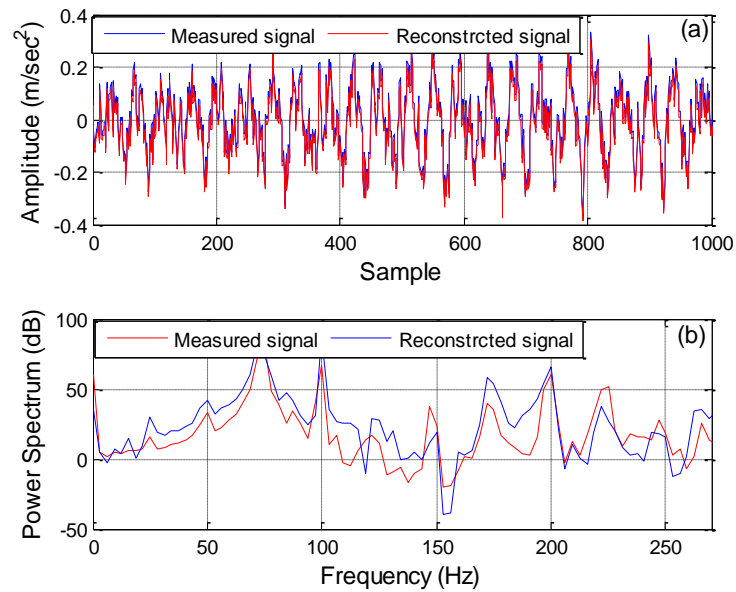 0.4
0.2
0
-0.2
-0.4
Amplitude (m/sec2)
Measured signal
Reconstrcted signal
(a)
0
200
400
600
800
1000
Sample
100
50
0
-50
Power Spectrum (dB)
Measured signal
Reconstrcted signal
(b)
0
50
100
150
200
250
Frequency (Hz)